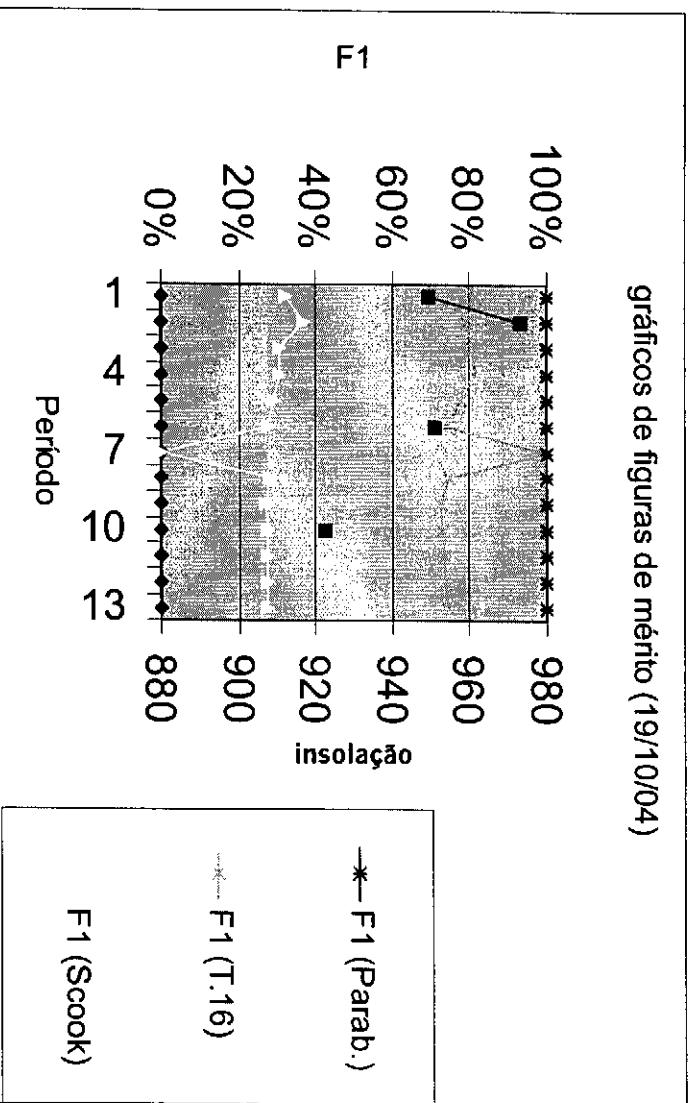 gráficos de figuras de mérito (19/10/04)
F1
100%
80%
60%
40%
20%
0%
1 4 7 10 13
Período
980
960
940
920
900
880
insolação
F1 (Parab.)
F1 (T.16)
F1 (Scook)